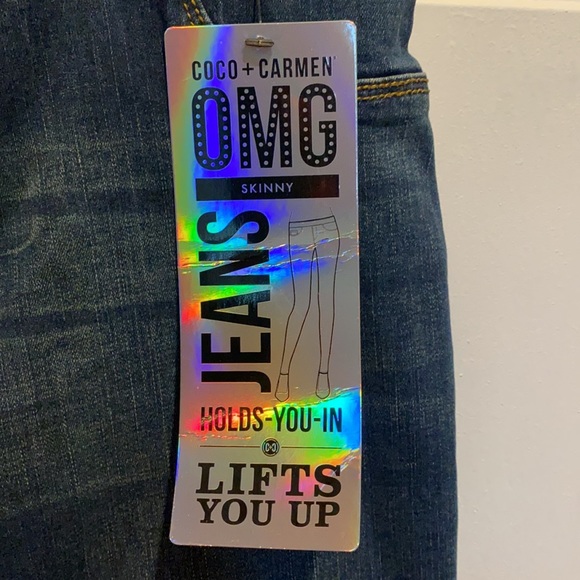 COCO + CARMEN®
OMG
SKINNY
JEANS
HOLDS-YOU-IN
LIFTS
YOU UP